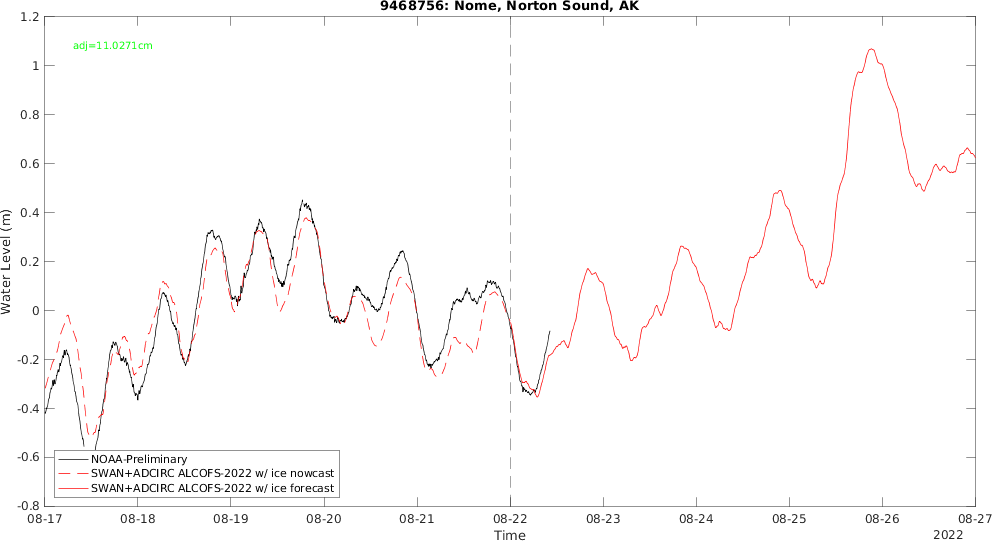 9468756: Nome, Norton Sound, AK
adj=11.0271cm
Water Level (m)
1.2
1
0.8
0.6
0.4
0.2
0
-0.2
-0.4
-0.6
-0.8
NOAA-Preliminary
SWAN+ADCIRC ALCOFS-2022 w/ ice nowcast
SWAN+ADCIRC ALCOFS-2022 w/ ice forecast
08-17 08-18 08-19 08-20 08-21 08-22 08-23 08-24 08-25 08-26 08-27
Time
2022